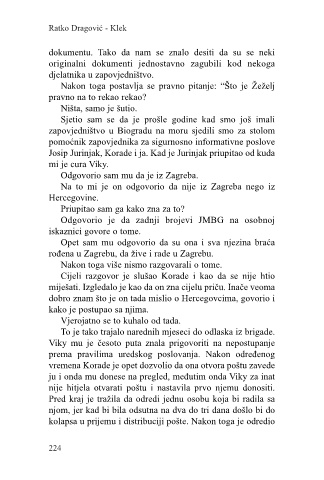 Ratko Dragović - Klek
dokumentu. Tako da nam se znalo desiti da su se neki
originalni dokumenti jednostavno zagubili kod nekoga
djelatnika u zapovjedništvo.
Nakon toga postavlja se pravno pitanje: “Što je Žeželj
pravno na to rekao rekao?
Ništa, samo je šutio.
Sjetio sam se da je prošle godine kad smo još imali
zapovjedništvo u Biogradu na moru sjedili smo za stolom
pomoćnik zapovjednika za sigurnosno informativne poslove
Josip Jurinjak, Korade i ja. Kad je Jurinjak priupitao od kuda
mi je cura Viky.
Odgovorio sam mu da je iz Zagreba.
Na to mi je on odgovorio da nije iz Zagreba nego iz
Hercegovine.
Priupitao sam ga kako zna za to?
Odgovorio je da zadnji brojevi JMBG na osobnoj
iskaznici govore o tome.
Opet sam mu odgovorio da su ona i sva njezina braća
rođena u Zagrebu, da žive i rade u Zagrebu.
Nakon toga više nismo razgovarali o tome.
Cijeli razgovor je slušao Korade i kao da se nije htio
miješati. Izgledalo je kao da on zna cijelu priču. Inače veoma
dobro znam što je on tada mislio o Hercegovcima, govorio i
kako je postupao sa njima.
Vjerojatno se to kuhalo od tada.
To je tako trajalo narednih mjeseci do odlaska iz brigade.
Viky mu je često puta znala prigovoriti na nepostupanje
prema pravilima uredskog poslovanja. Nakon određenog
vremena Korade je opet dozvolio da ona otvora poštu zavede
ju i onda mu donese na pregled, međutim onda Viky za inat
nije htjela otvarati poštu i nastavila prvo njemu donositi.
Pred kraj je tražila da odredi jednu osobu koja bi radila sa
njom, jer kad bi bila odsutna na dva do tri dana došlo bi do
kolapsa u prijemu i distribuciji pošte. Nakon toga je odredio
224